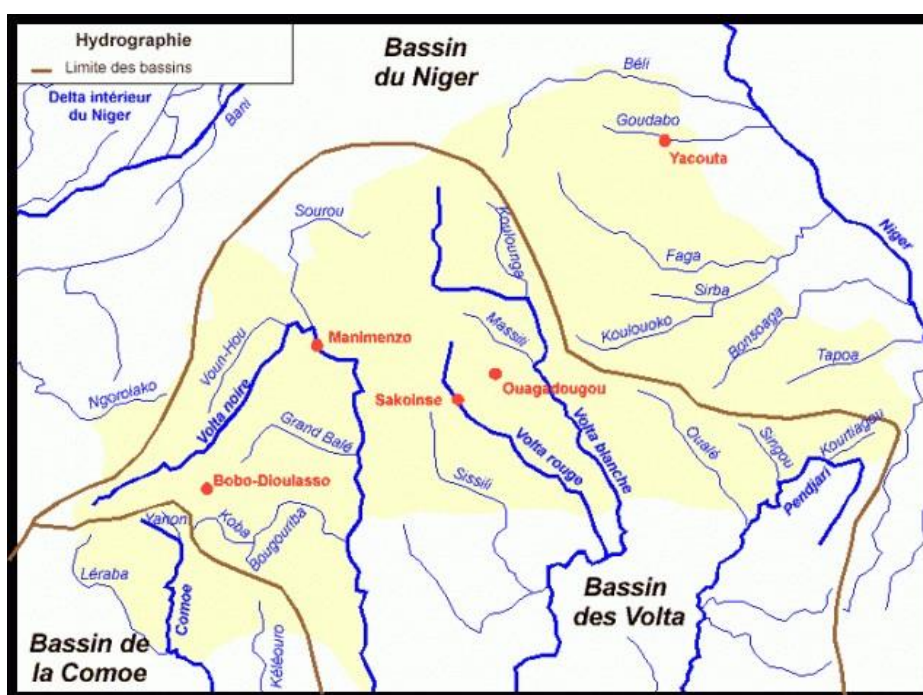 Hydrographie
Limite des bassins
Bassin
du Niger
Delta intérieur
du Niger
Bani
Béli
Goudabo
Yacouta
Sourou
Koulounga
Niger
Faga
Sirba
Massili
Koulouoko
Bonsoaga
Tapoa
Voun-Hou
Manimenzo
Ngorolako
Volta noire
Sakoinse
Ouagadougou
Grand Balé
Volta rouge
Volta blanche
Oualé
Singou
Kourtiagou
Sissili
Pendjari
Bobo-Dioulasso
Yanon
Koba
Bougouriba
Léraba
Comoe
Bassin
des Volta
Bassin de
la Comoe
Kéléouro